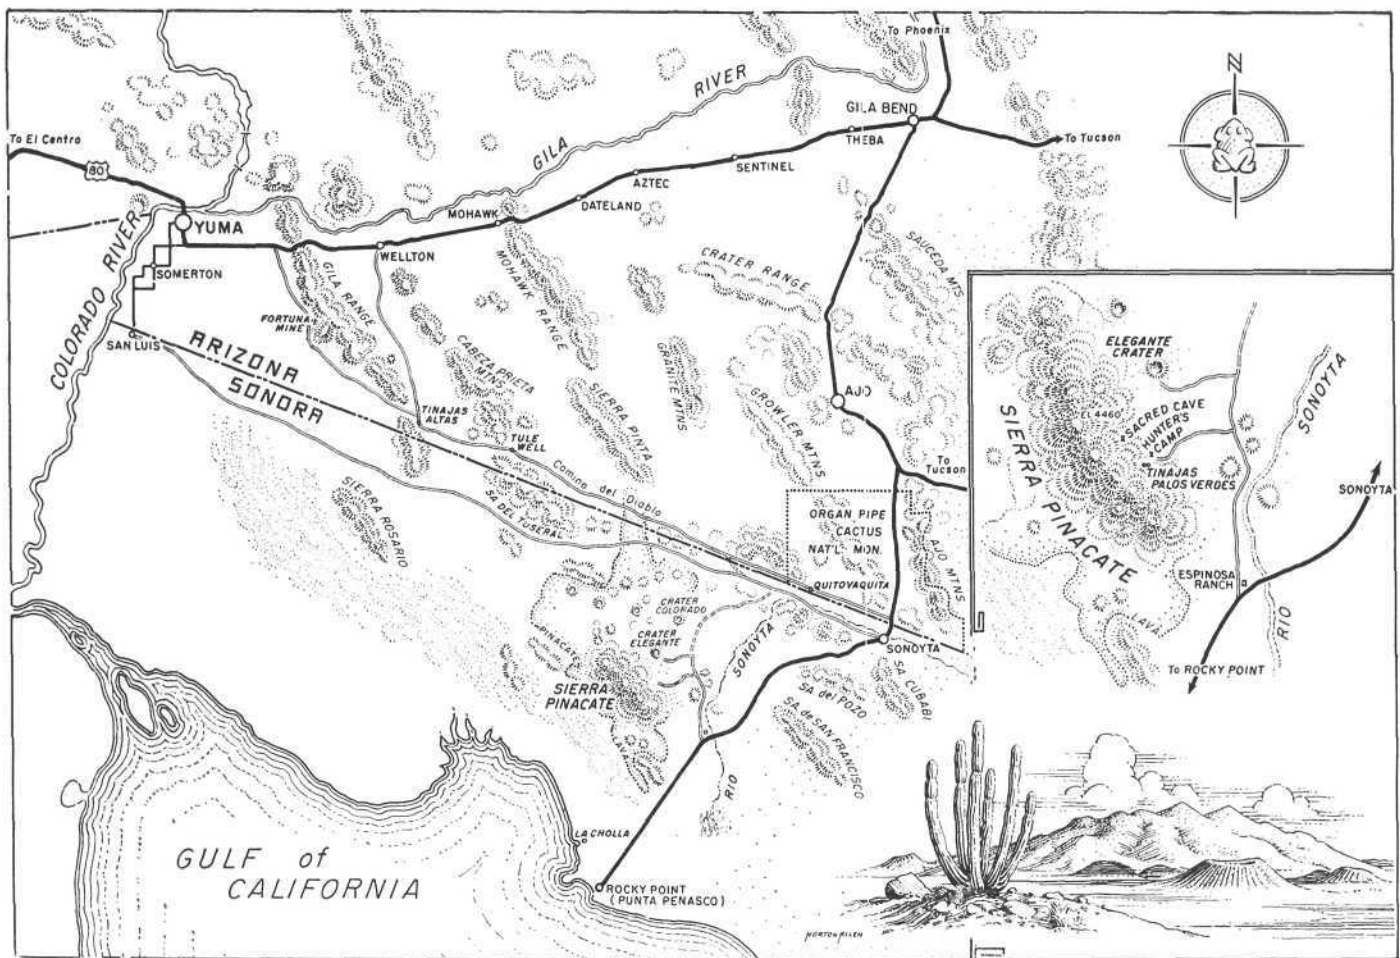 To Phoenix
To El Centro
80
RIVER
GILA
GILA BEND
THEBA
To Tucson
SENTINEL
AZTEC
DATELAND
MOHAWK
YUMA
WELLTON
SOMERTON
COLORADO RIVER
SAN LUIS
FORTUNA
MINE
GILA RANGE
MOHAWK
RANGE
CRATER RANGE
SAUCEDA MTS.
ARIZONA
SONORA
CABEZA PRIETA
MTNS
GRANITE MTNS
SIERRA PINTA
GROWLER MTNS
AJO
To
Tucson
TINAJAS
ALTAS
TULE
WELL
Camino del Diablo
SIERRA ROSARIO
SA. DEL TUSERAL
ORGAN PIPE
CACTUS
NAT'L. MON.
AJO MTNS
QUITOVAQUITA
CRATER
COLORADO
CRATER
ELEGANTE
PINACATES
SIERRA
PINACATE
LAVA
SONOYTA
RIO
SONOYTA
SA. CUBABI
SA del POZO
SA de SAN FRANCISCO
LA CHOLLA
ROCKY POINT
(PUNTA PENASCO)
GULF of
CALIFORNIA
N
ELEGANTE
CRATER
EL 4460'
SACRED CAVE
HUNTER'S
CAMP
TINAJAS
PALOS VERDES
SIERRA PINACATE
SONOYTA
SONOYTA
ESPINOSA
RANCH
LAVA
RIO
To ROCKY POINT
NORTON ALLEN